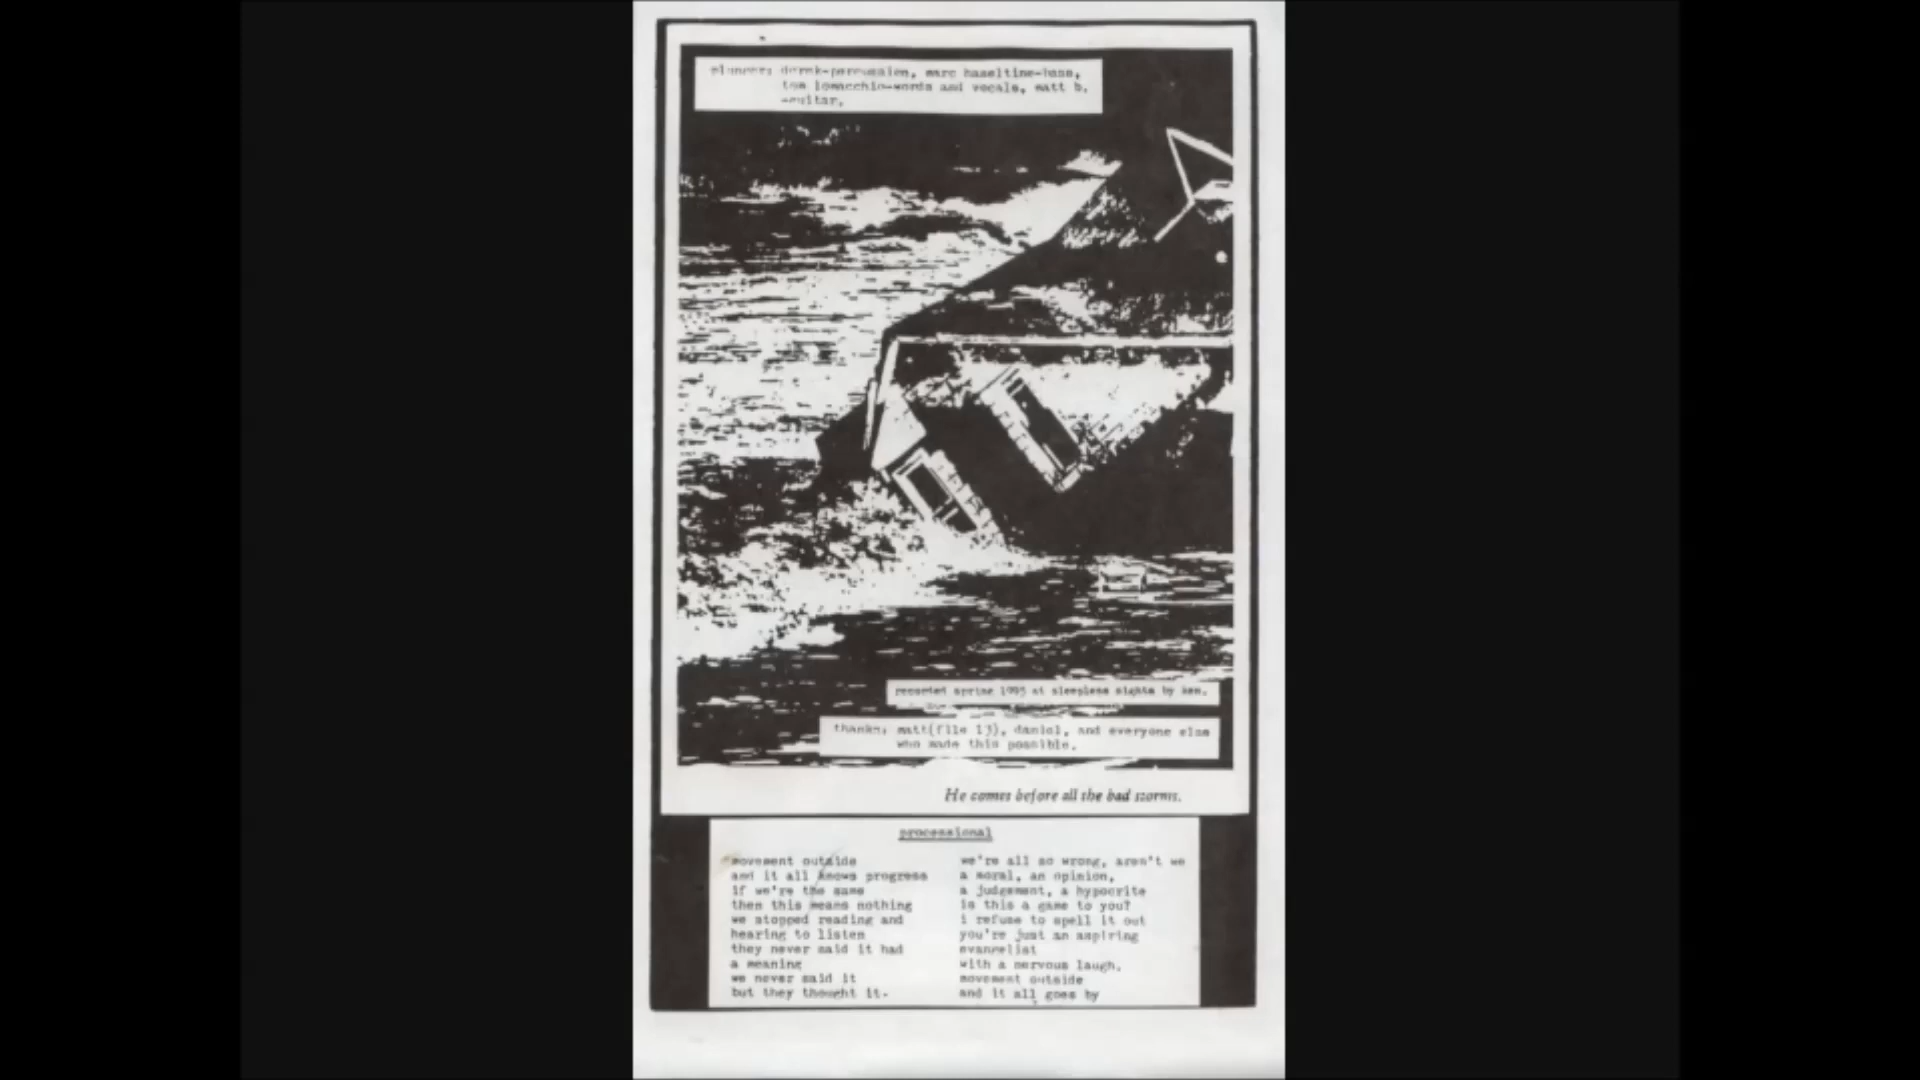 plunger: derek-percussion, marc haseltine-bass,
tom lomacchio-words and vocals, matt b.
-guitar.
recorded spring 1995 at sleepless nights by ken.
thanks: matt(file 13), daniel, and everyone else
who made this possible.
He comes before all the bad storms.
processional
movement outside
and it all knows progress
if we're the same
then this means nothing
we stopped reading and
hearing to listen
they never said it had
a meaning
we never said it
but they thought it.
we're all so wrong, aren't we
a moral, an opinion,
a judgement, a hypocrite
is this a game to you?
i refuse to spell it out
you're just an aspiring
evangelist
with a nervous laugh.
movement outside
and it all goes by